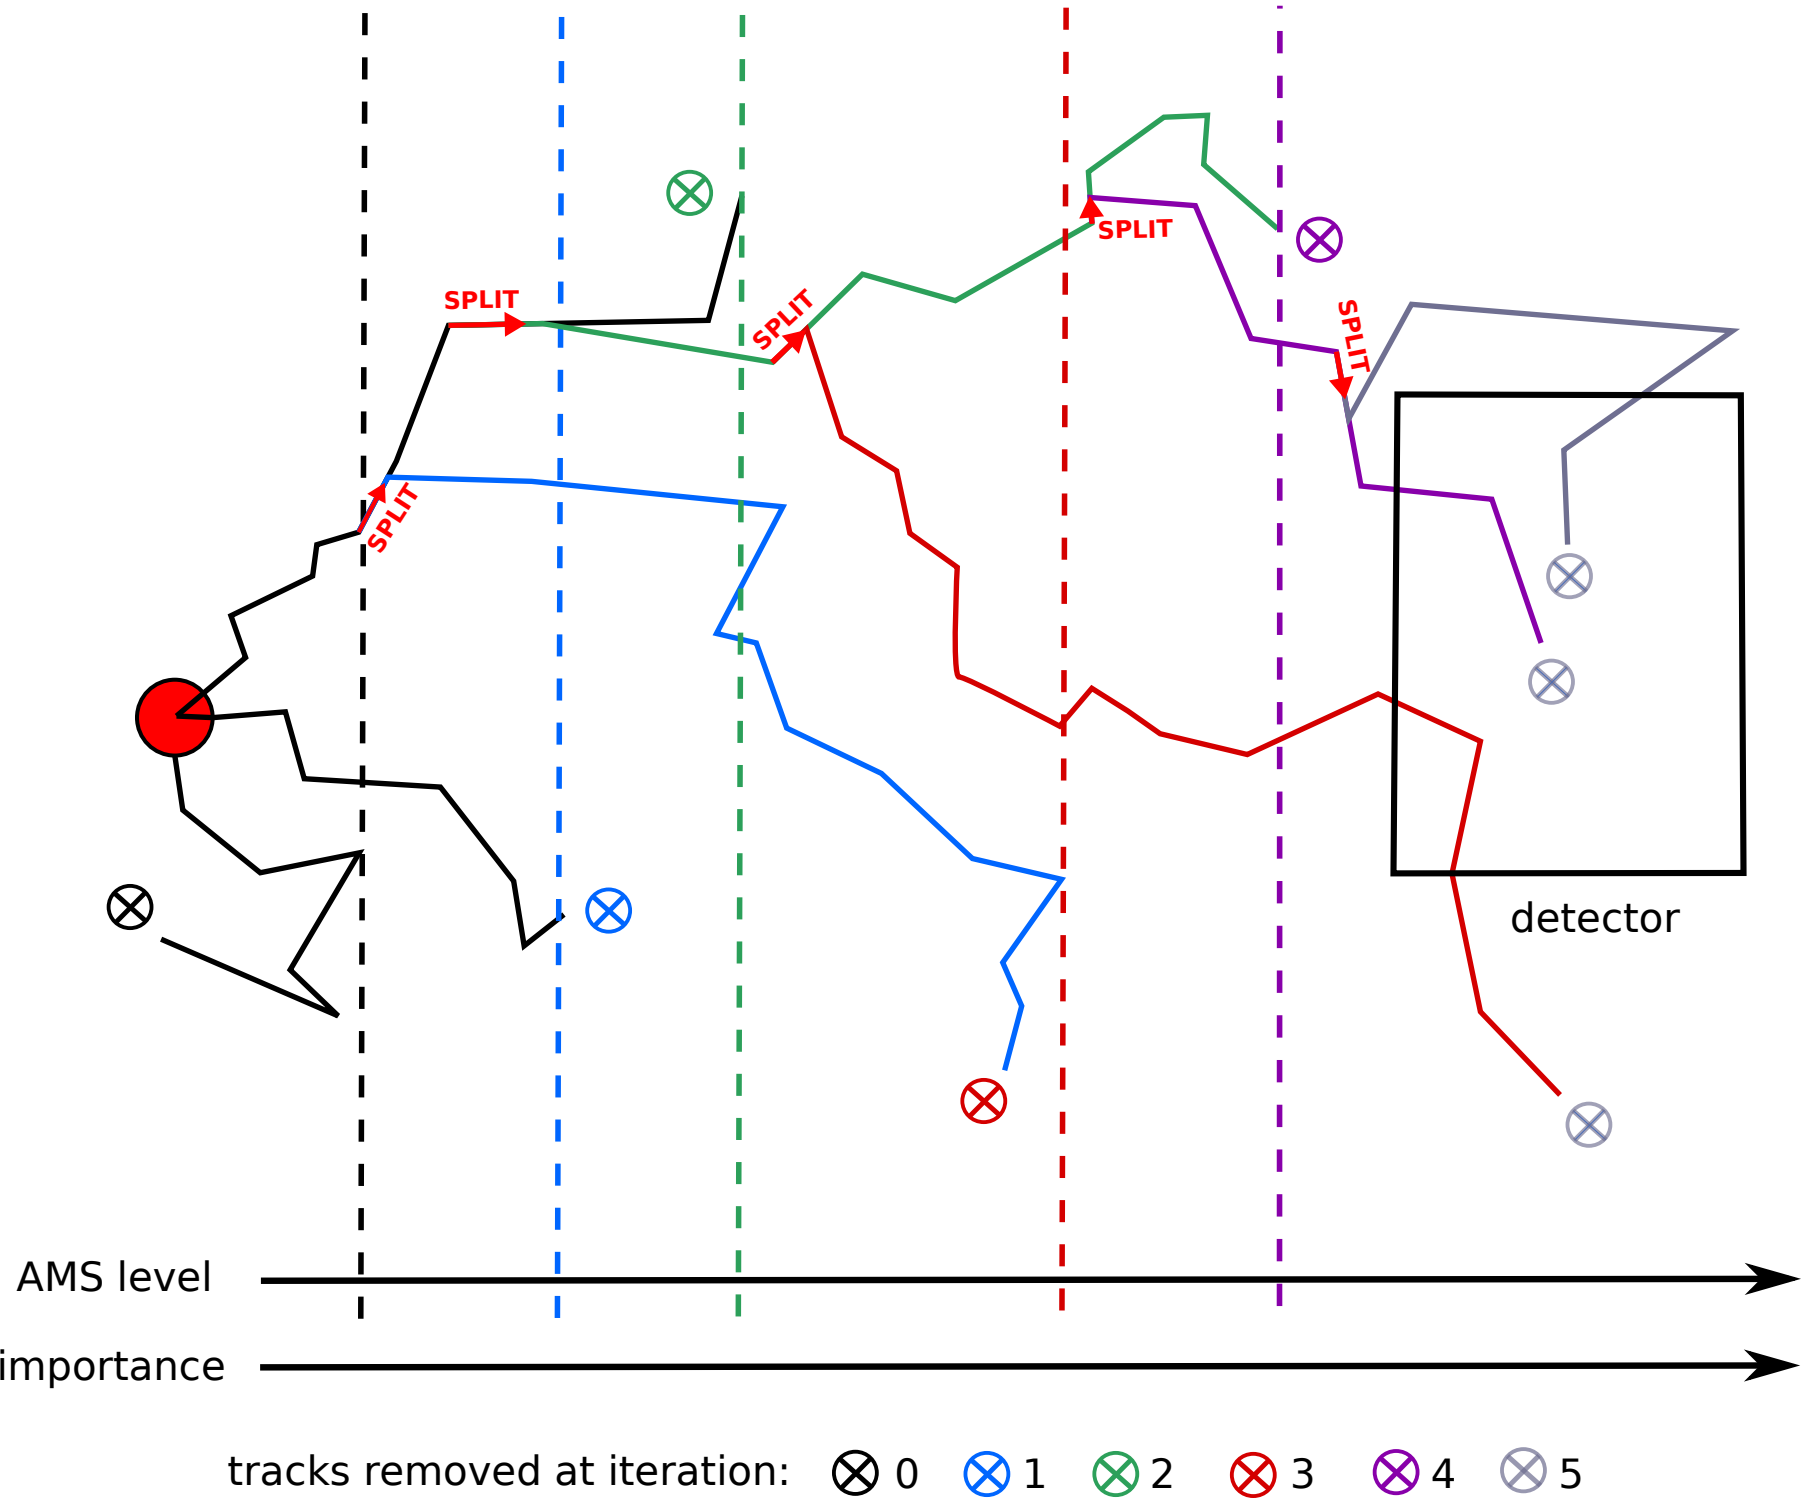 SPLIT
SPLIT
SPLIT
SPLIT
SPLIT
detector
AMS level
importance
tracks removed at iteration: 0 1 2 3 4 5